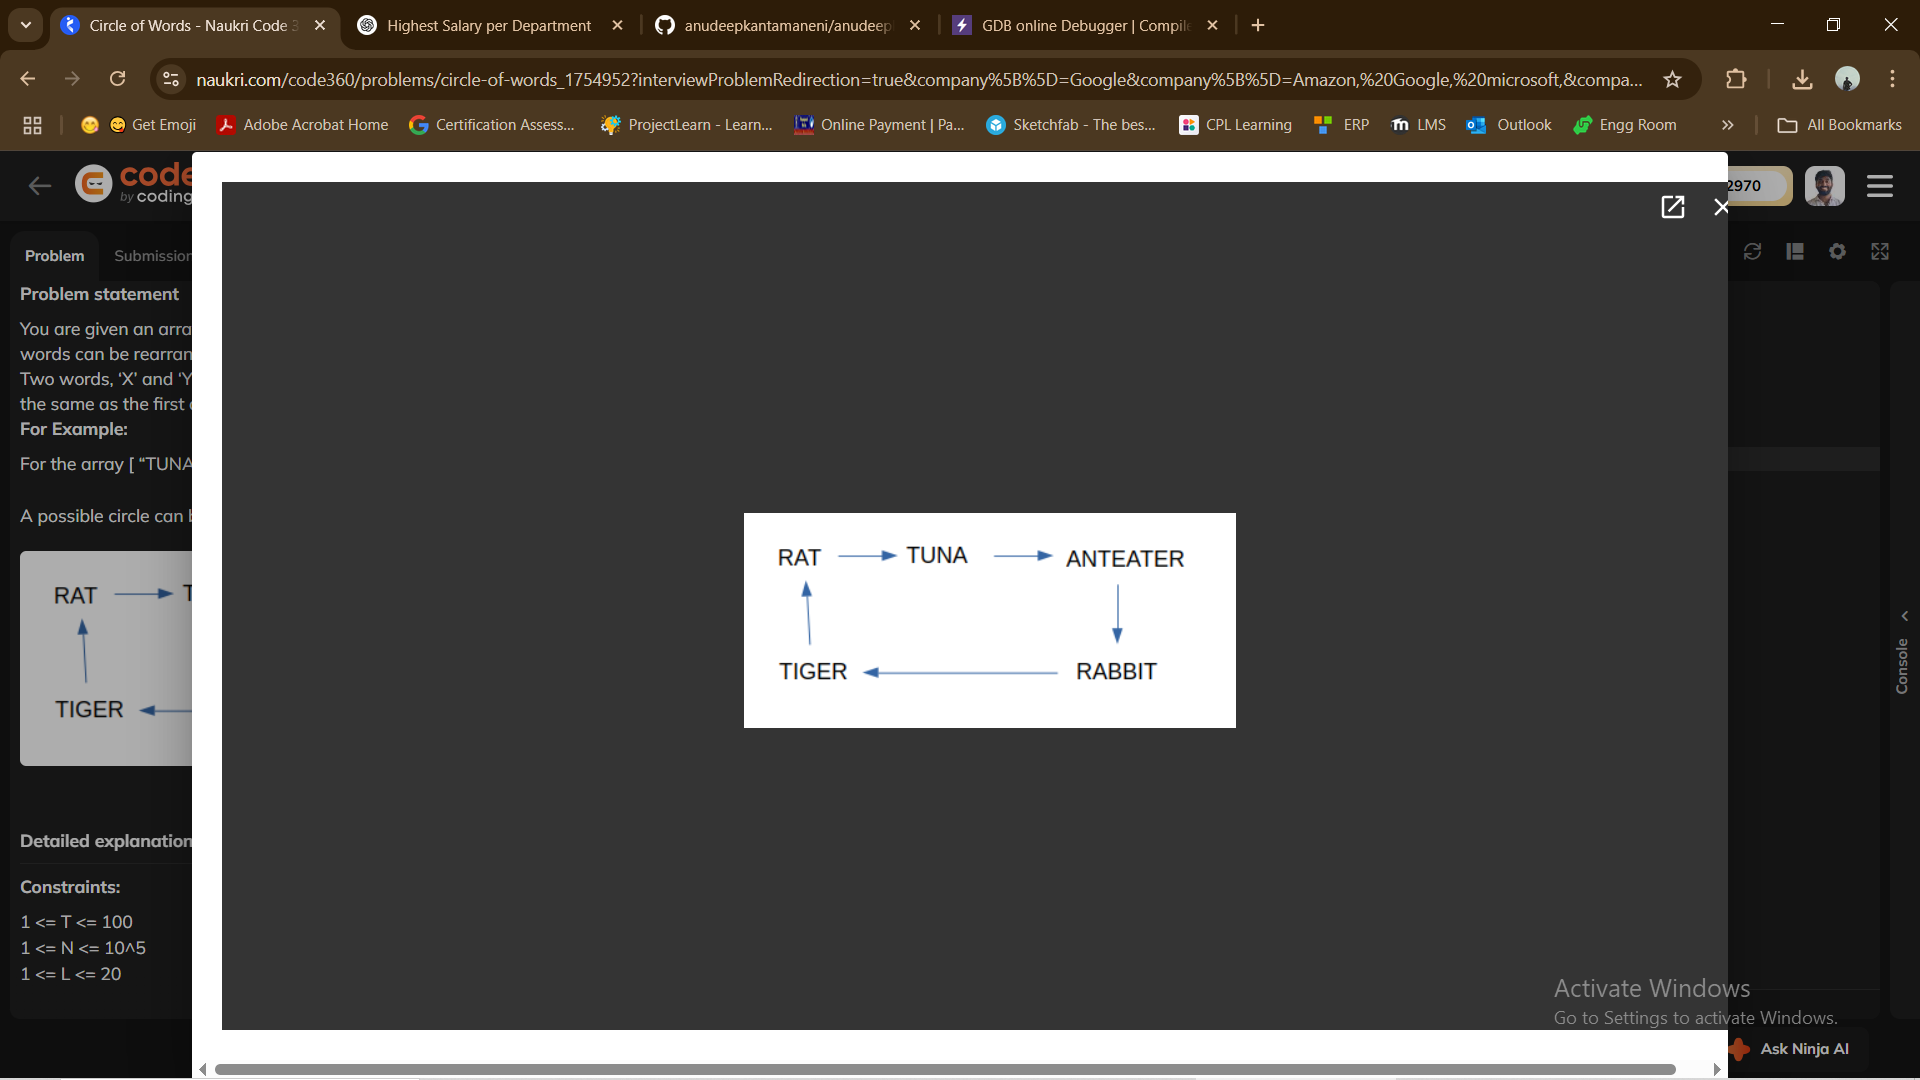 Circle of Words - Naukri Code 3
Highest Salary per Department
anudeepkantamaneni/anudeep
GDB online Debugger | Compile
naukri.com/code360/problems/circle-of-words_1754952?interviewProblemRedirection=true&company%5B%5D=Google&company%5B%5D=Amazon,%20Google,%20microsoft,&compa...
Get Emoji
Adobe Acrobat Home
Certification Assess...
ProjectLearn - Learn...
Online Payment | Pa...
Sketchfab - The bes...
CPL Learning
ERP
LMS
Outlook
Engg Room
All Bookmarks
code
by coding
2970
Problem
Submission
Problem statement
You are given an arra
words can be rearran
Two words, ‘X’ and ‘Y
the same as the first
For Example:
For the array [ “TUNA
A possible circle can b
RAT
T
TIGER
RAT
TUNA
ANTEATER
TIGER
RABBIT
Detailed explanation
Constraints:
1 <= T <= 100
1 <= N <= 10^5
1 <= L <= 20
Console
Activate Windows
Go to Settings to activate Windows.
Ask Ninja AI